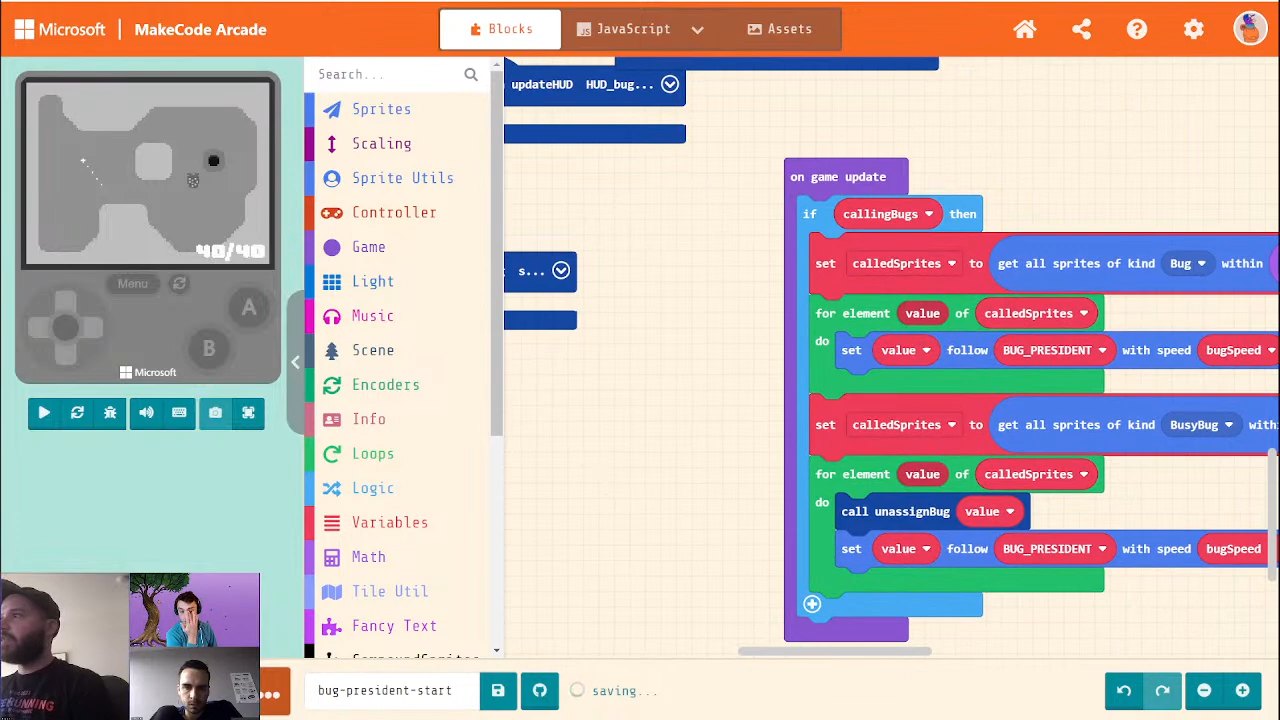 Microsoft
MakeCode Arcade
Blocks
JavaScript
Assets
40/40
Menu
A
B
Microsoft
Search...
Sprites
Scaling
Sprite Utils
Controller
Game
Light
Music
Scene
Encoders
Info
Loops
Logic
Variables
Math
Tile Util
Fancy Text
updateHUD HUD_bug...
s...
on game update
if callingBugs then
set calledSprites to get all sprites of kind Bug within
for element value of calledSprites
do set value follow BUG_PRESIDENT with speed bugSpeed
set calledSprites to get all sprites of kind BusyBug withi
for element value of calledSprites
do call unassignBug value
set value follow BUG_PRESIDENT with speed bugSpeed
bug-president-start
saving...